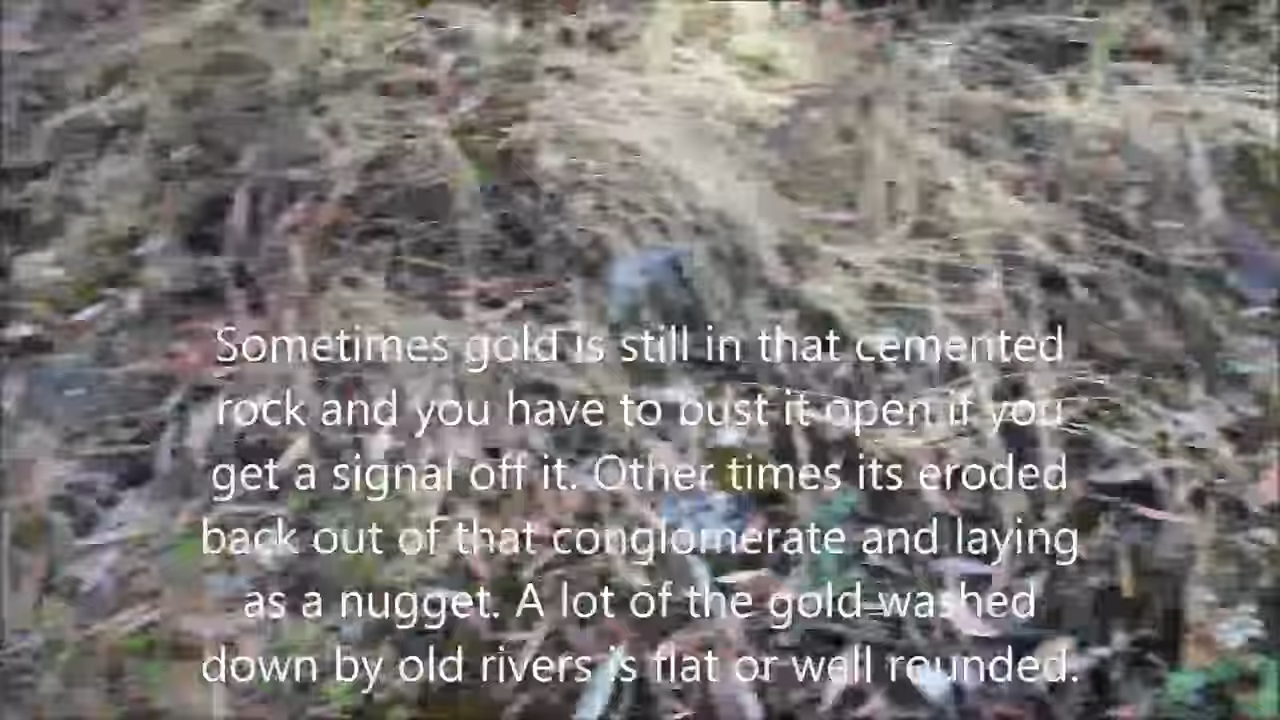 Sometimes gold is still in that cemented
rock and you have to bust it open if you
get a signal off it. Other times its eroded
back out of that conglomerate and laying
as a nugget. A lot of the gold washed
down by old rivers is flat or well rounded.